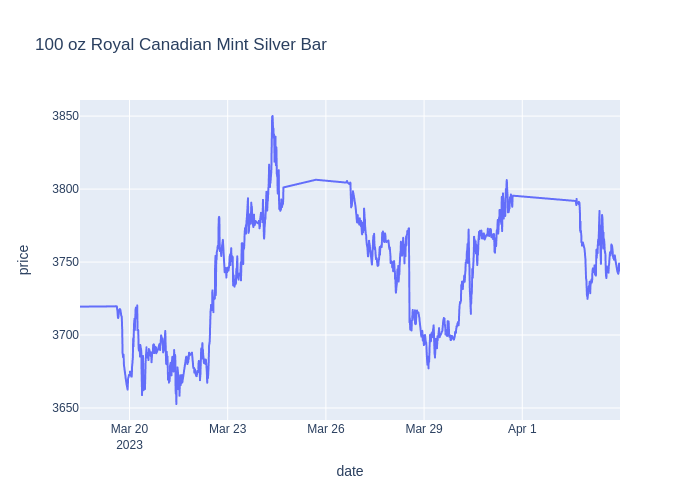 100 oz Royal Canadian Mint Silver Bar
3850
3800
3750
3700
3650
price
Mar 20
2023
Mar 23
Mar 26
Mar 29
Apr 1
date